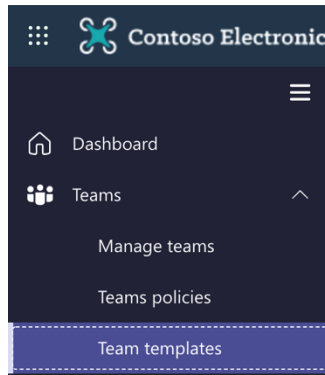 Contoso Electronic
Dashboard
Teams
Manage teams
Teams policies
Team templates